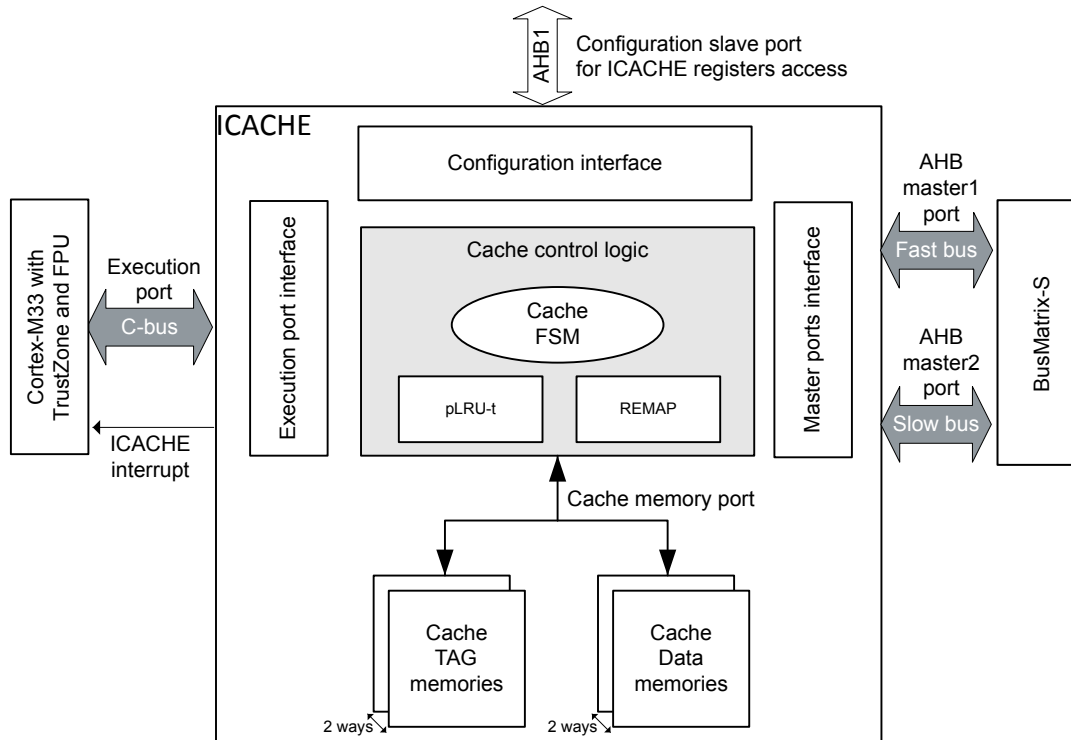 AHB1
Configuration slave port
for ICACHE registers access
ICACHE
Configuration interface
Cortex-M33 with
TrustZone and FPU
Execution
port
C-bus
ICACHE
interrupt
Execution port interface
Cache control logic
Cache
FSM
pLRU-t
REMAP
Master ports interface
AHB
master1
port
Fast bus
AHB
master2
port
Slow bus
BusMatrix-S
Cache memory port
Cache
TAG
memories
2 ways
Cache
Data
memories
2 ways